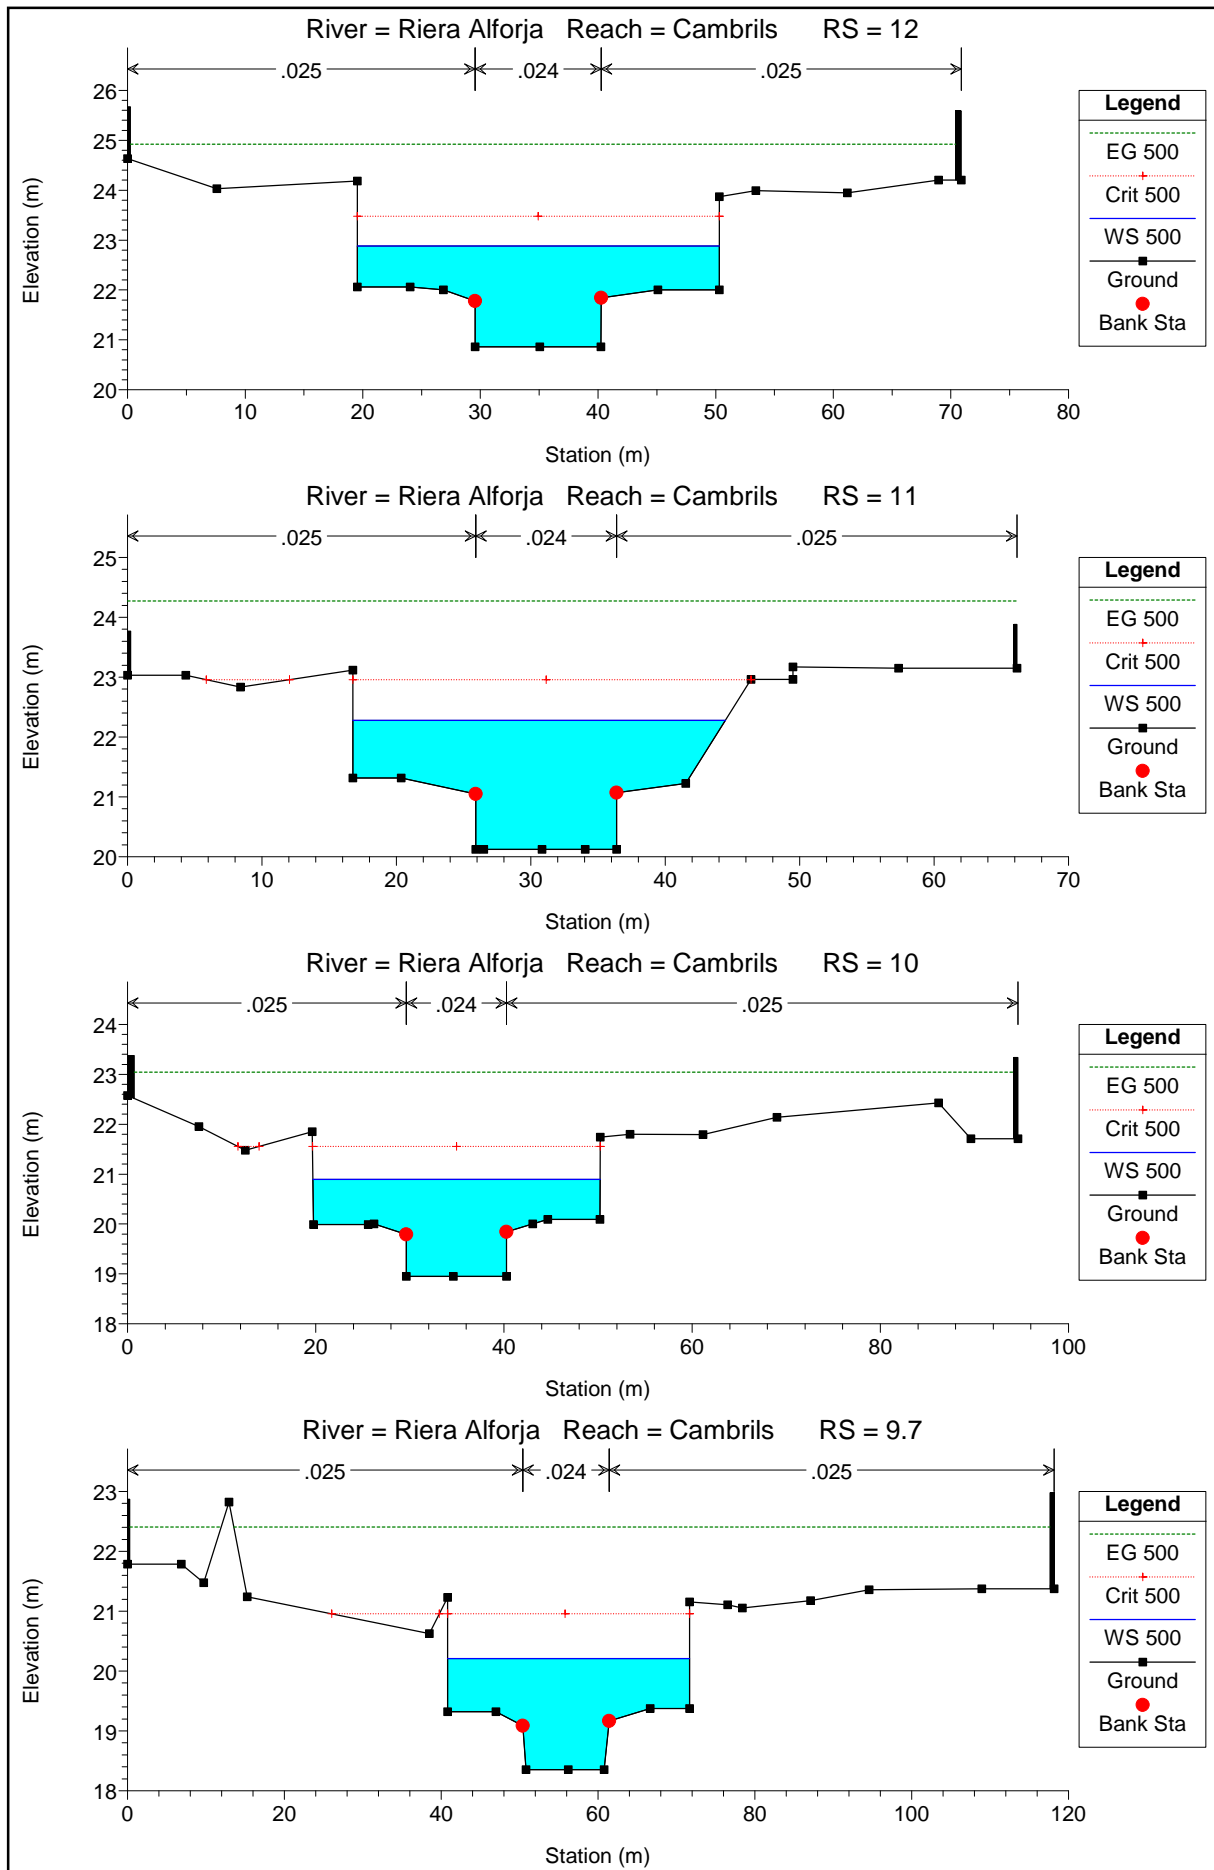 River = Riera Alforja Reach = Cambrils RS = 12
.025 .024 .025
26
25
24
23
22
21
20
Elevation (m)
0 10 20 30 40 50 60 70 80
Station (m)
Legend
EG 500
Crit 500
WS 500
Ground
Bank Sta
River = Riera Alforja Reach = Cambrils RS = 11
.025 .024 .025
25
24
23
22
21
20
Elevation (m)
0 10 20 30 40 50 60 70
Station (m)
Legend
EG 500
Crit 500
WS 500
Ground
Bank Sta
River = Riera Alforja Reach = Cambrils RS = 10
.025 .024 .025
24
23
22
21
20
19
18
Elevation (m)
0 20 40 60 80 100
Station (m)
Legend
EG 500
Crit 500
WS 500
Ground
Bank Sta
River = Riera Alforja Reach = Cambrils RS = 9.7
.025 .024 .025
23
22
21
20
19
18
Elevation (m)
0 20 40 60 80 100 120
Station (m)
Legend
EG 500
Crit 500
WS 500
Ground
Bank Sta